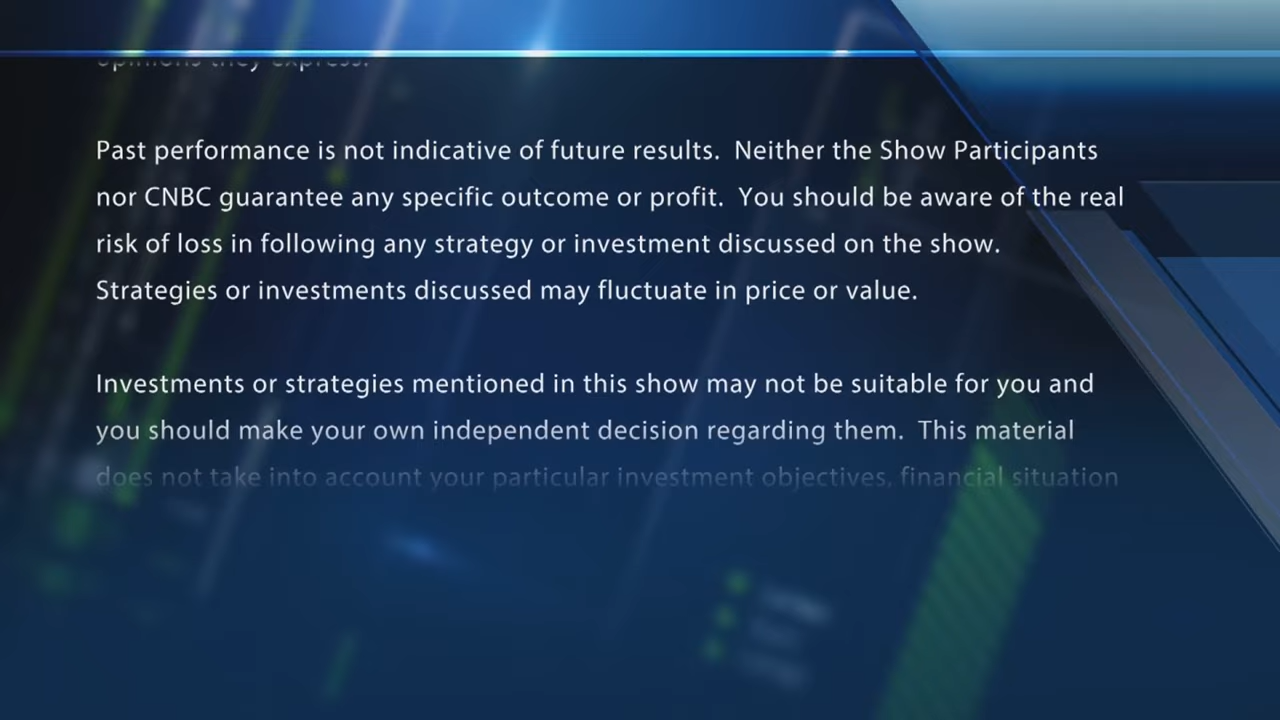 opinions they express.
Past performance is not indicative of future results.  Neither the Show Participants
nor CNBC guarantee any specific outcome or profit.  You should be aware of the real
risk of loss in following any strategy or investment discussed on the show.
Strategies or investments discussed may fluctuate in price or value.
Investments or strategies mentioned in this show may not be suitable for you and
you should make your own independent decision regarding them.  This material
does not take into account your particular investment objectives, financial situation